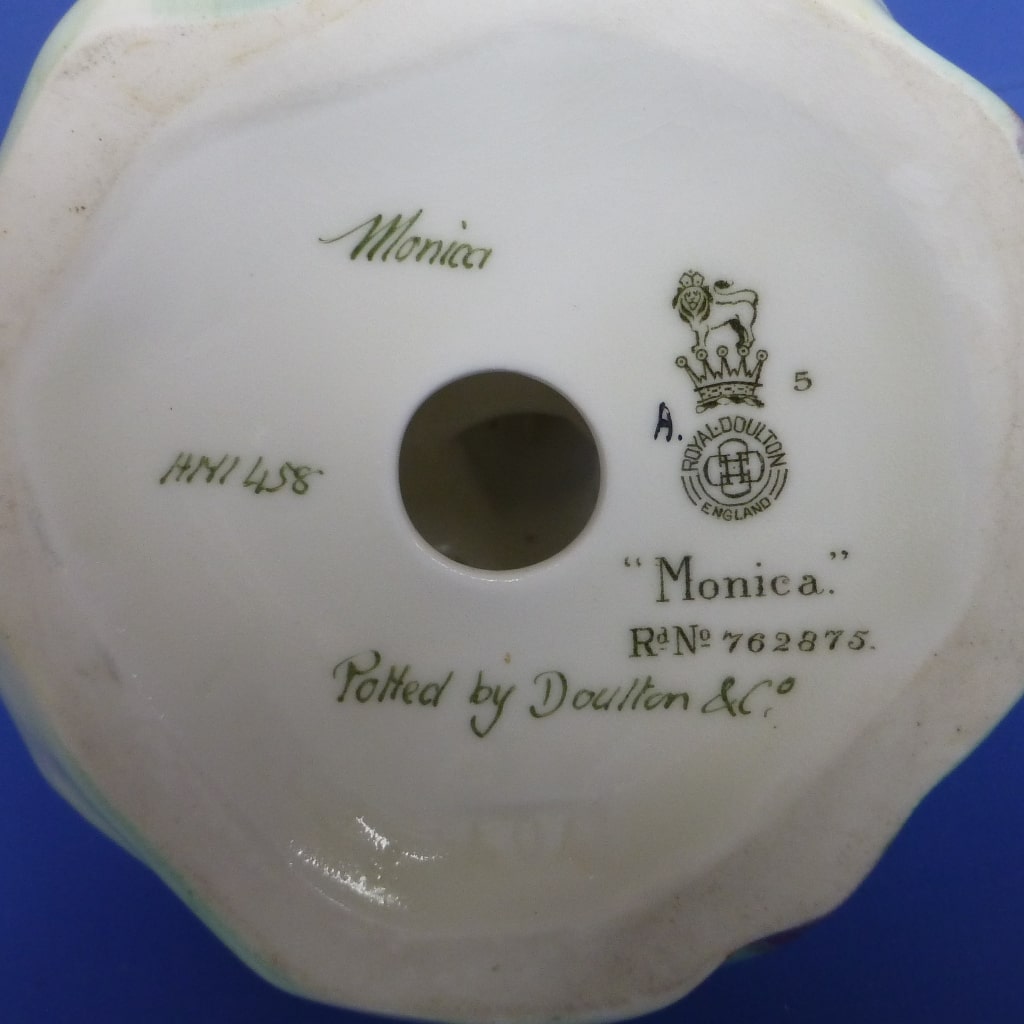 Monica
5
A.
ROYAL·DOULTON
ENGLAND
HN1458
"Monica."
Rd No 762875.
Potted by Doulton & Co.